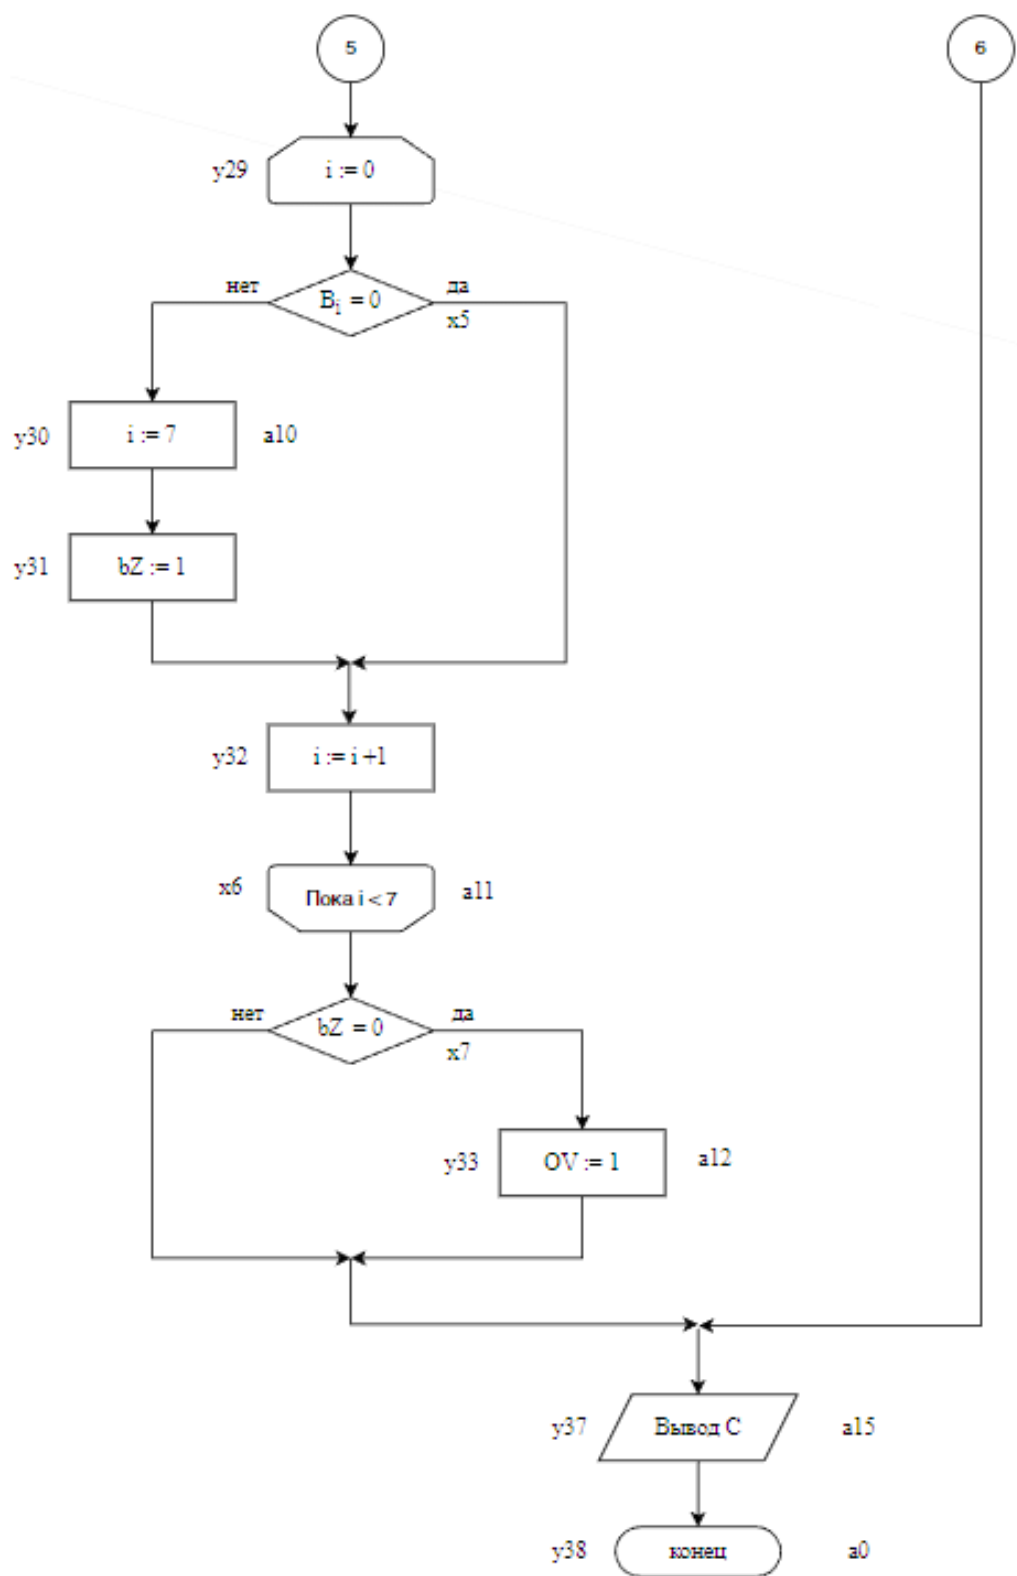 5
6
y29
i := 0
нет
да
B_i = 0
x5
y30
i := 7
a10
y31
bZ := 1
y32
i := i +1
x6
Пока i < 7
a11
нет
да
bZ = 0
x7
y33
OV := 1
a12
y37
Вывод C
a15
y38
конец
a0